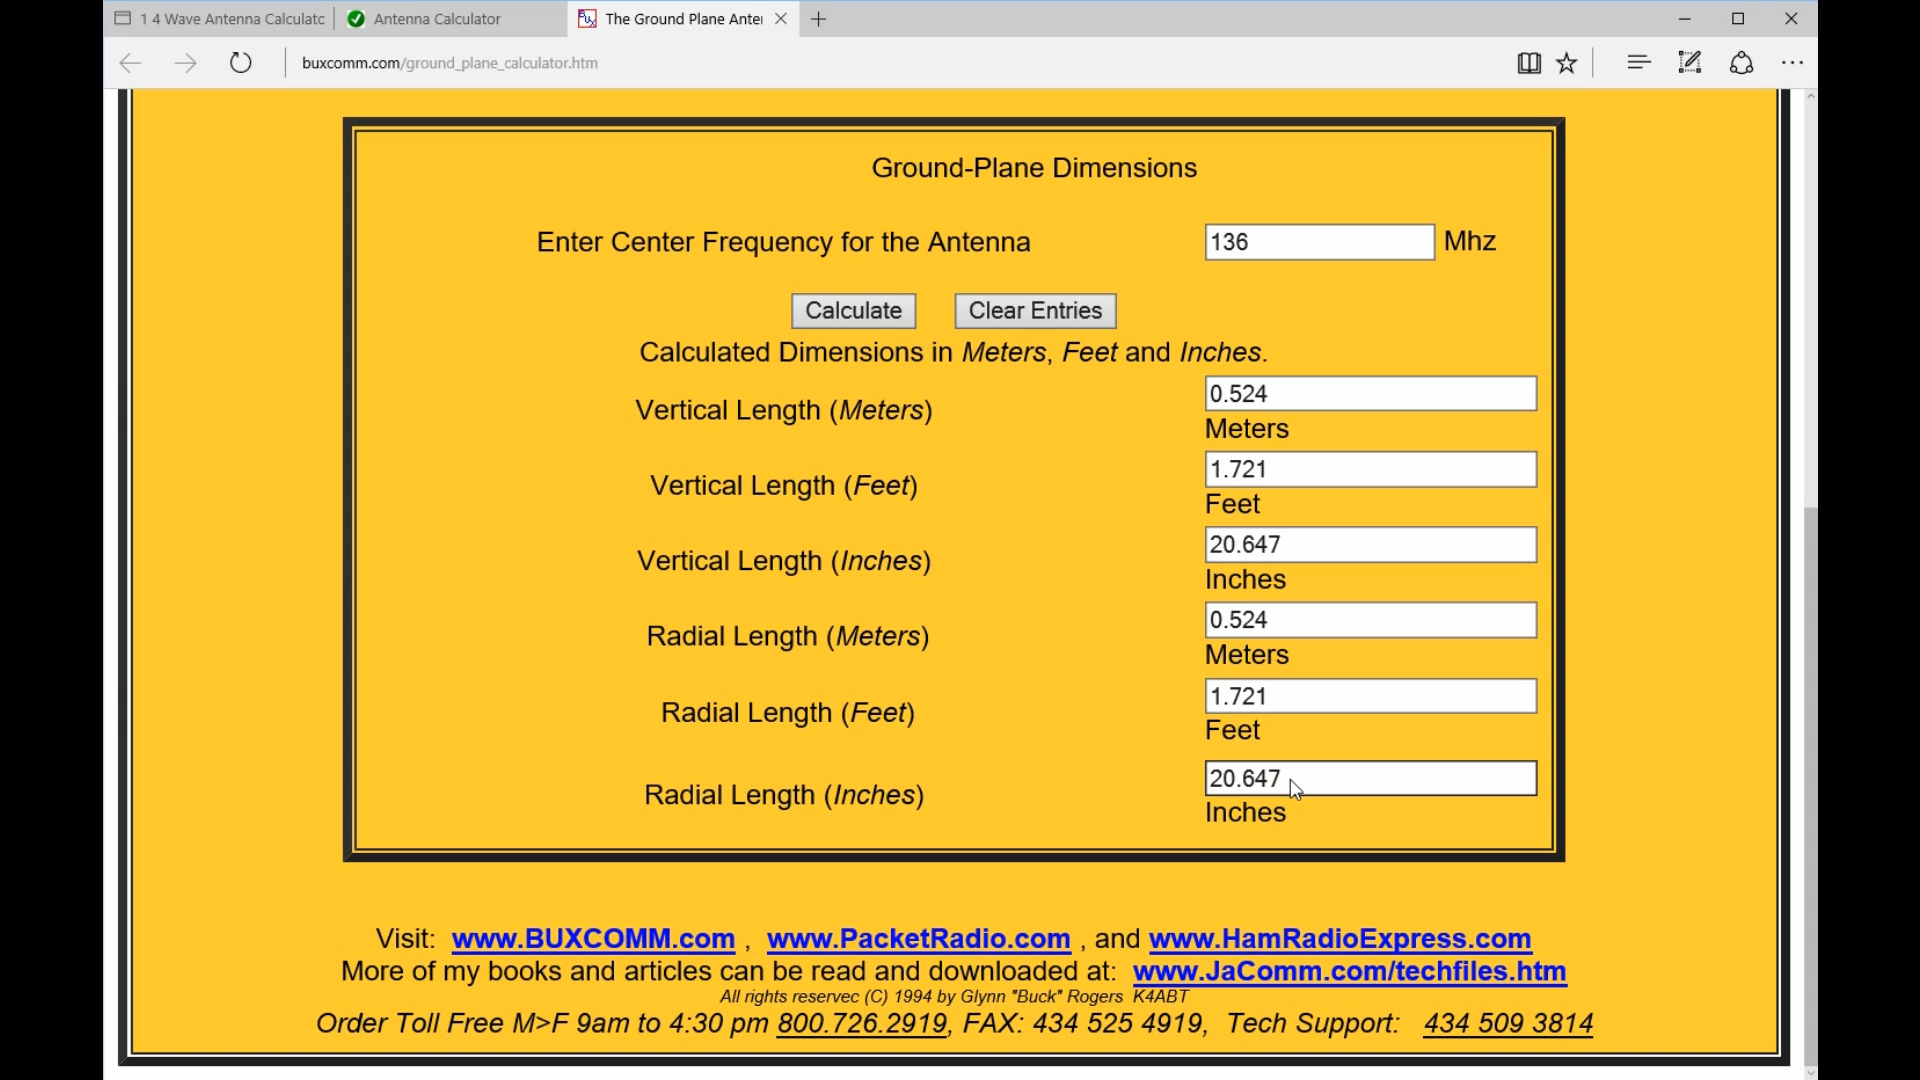 1 4 Wave Antenna Calculatc
Antenna Calculator
The Ground Plane Anter
buxcomm.com/ground_plane_calculator.htm
Ground-Plane Dimensions
Enter Center Frequency for the Antenna 136 Mhz
Calculate Clear Entries
Calculated Dimensions in Meters, Feet and Inches.
Vertical Length (Meters) 0.524
Meters
Vertical Length (Feet) 1.721
Feet
Vertical Length (Inches) 20.647
Inches
Radial Length (Meters) 0.524
Meters
Radial Length (Feet) 1.721
Feet
Radial Length (Inches) 20.647
Inches
Visit: www.BUXCOMM.com , www.PacketRadio.com , and www.HamRadioExpress.com
More of my books and articles can be read and downloaded at: www.JaComm.com/techfiles.htm
All rights reservec (C) 1994 by Glynn "Buck" Rogers K4ABT
Order Toll Free M>F 9am to 4:30 pm 800.726.2919, FAX: 434 525 4919, Tech Support: 434 509 3814